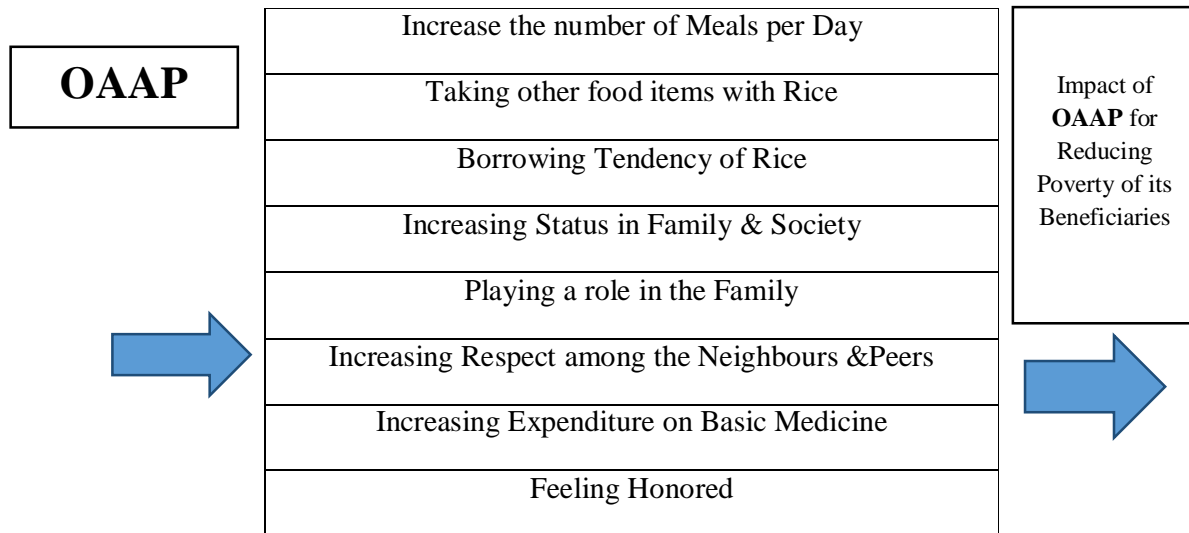 OAAP
Increase the number of Meals per Day
Taking other food items with Rice
Borrowing Tendency of Rice
Increasing Status in Family & Society
Playing a role in the Family
Increasing Respect among the Neighbours &Peers
Increasing Expenditure on Basic Medicine
Feeling Honored
Impact of
OAAP for
Reducing
Poverty of its
Beneficiaries